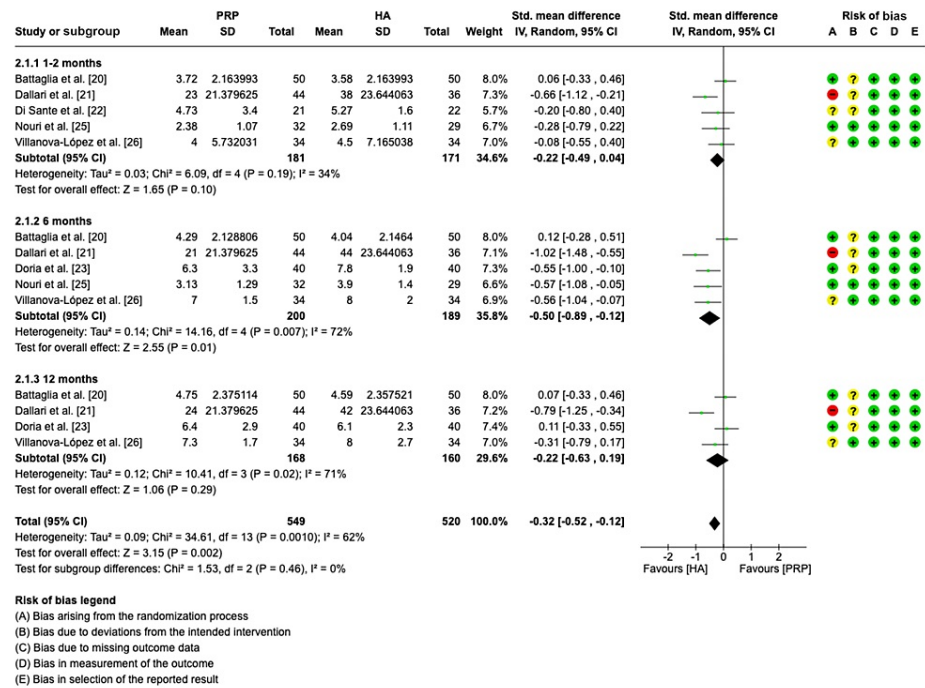 PRP HA Std. mean difference Std. mean difference Risk of bias
Study or subgroup Mean SD Total Mean SD Total Weight IV, Random, 95% CI IV, Random, 95% CI A B C D E
2.1.1 1-2 months
Battaglia et al. [20] 3.72 2.163993 50 3.58 2.163993 50 8.0% 0.06 [-0.33 , 0.46] + ? + + +
Dallari et al. [21] 23 21.379625 44 38 23.644063 36 7.3% -0.66 [-1.12 , -0.21] - ? + + +
Di Sante et al. [22] 4.73 3.4 21 5.27 1.6 22 5.5% -0.20 [-0.80 , 0.40] ? ? + + +
Nouri et al. [25] 2.38 1.07 32 2.69 1.11 29 6.7% -0.28 [-0.79 , 0.22] + + + + +
Villanova-López et al. [26] 4 5.732031 34 4.5 7.165038 34 7.1% -0.08 [-0.55 , 0.40] ? + + + +
Subtotal (95% CI) 181 171 34.6% -0.22 [-0.49 , 0.04]
Heterogeneity: Tau² = 0.03; Chi² = 6.09, df = 4 (P = 0.19); I² = 34%
Test for overall effect: Z = 1.65 (P = 0.10)
2.1.2 6 months
Battaglia et al. [20] 4.29 2.128806 50 4.04 2.1464 50 8.0% 0.12 [-0.28 , 0.51] + ? + + +
Dallari et al. [21] 21 21.379625 44 44 23.644063 36 7.1% -1.02 [-1.48 , -0.55] - ? + + +
Doria et al. [23] 6.3 3.3 40 7.8 1.9 40 7.3% -0.55 [-1.00 , -0.10] + ? + + +
Nouri et al. [25] 3.13 1.29 32 3.9 1.4 29 6.6% -0.57 [-1.08 , -0.05] + + + + +
Villanova-López et al. [26] 7 1.5 34 8 2 34 6.9% -0.56 [-1.04 , -0.07] ? + + + +
Subtotal (95% CI) 200 189 35.8% -0.50 [-0.89 , -0.12]
Heterogeneity: Tau² = 0.14; Chi² = 14.16, df = 4 (P = 0.007); I² = 72%
Test for overall effect: Z = 2.55 (P = 0.01)
2.1.3 12 months
Battaglia et al. [20] 4.75 2.375114 50 4.59 2.357521 50 8.0% 0.07 [-0.33 , 0.46] + ? + + +
Dallari et al. [21] 24 21.379625 44 42 23.644063 36 7.2% -0.79 [-1.25 , -0.34] - ? + + +
Doria et al. [23] 6.4 2.9 40 6.1 2.3 40 7.4% 0.11 [-0.33 , 0.55] + ? + + +
Villanova-López et al. [26] 7.3 1.7 34 8 2.7 34 7.0% -0.31 [-0.79 , 0.17] ? + + + +
Subtotal (95% CI) 168 160 29.6% -0.22 [-0.63 , 0.19]
Heterogeneity: Tau² = 0.12; Chi² = 10.41, df = 3 (P = 0.02); I² = 71%
Test for overall effect: Z = 1.06 (P = 0.29)
Total (95% CI) 549 520 100.0% -0.32 [-0.52 , -0.12]
Heterogeneity: Tau² = 0.09; Chi² = 34.61, df = 13 (P = 0.0010); I² = 62%
Test for overall effect: Z = 3.15 (P = 0.002)
-2 -1 0 1 2
Test for subgroup differences: Chi² = 1.53, df = 2 (P = 0.46), I² = 0%
Favours [HA] Favours [PRP]
Risk of bias legend
(A) Bias arising from the randomization process
(B) Bias due to deviations from the intended intervention
(C) Bias due to missing outcome data
(D) Bias in measurement of the outcome
(E) Bias in selection of the reported result